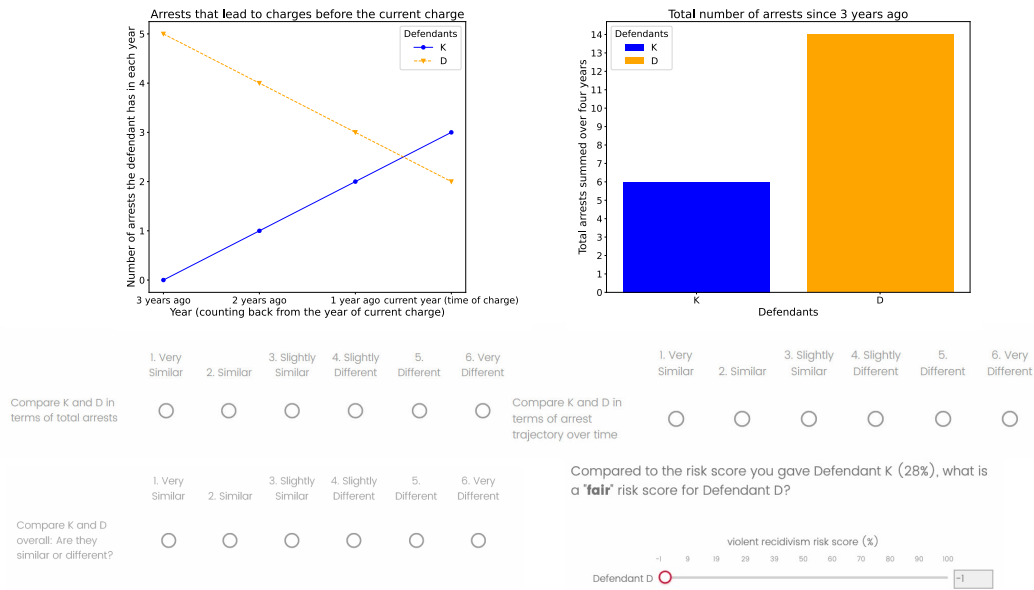 Arrests that lead to charges before the current charge
Number of arrests the defendant has in each year
5
4
3
2
1
0
Defendants
K
D
3 years ago
2 years ago
1 year ago
current year (time of charge)
Year (counting back from the year of current charge)
Total number of arrests since 3 years ago
Total arrests summed over four years
14
13
12
11
10
9
8
7
6
5
4
3
2
1
0
Defendants
K
D
K
D
Defendants
1. Very Similar
2. Similar
3. Slightly Similar
4. Slightly Different
5. Different
6. Very Different
Compare K and D in
terms of total arrests
1. Very Similar
2. Similar
3. Slightly Similar
4. Slightly Different
5. Different
6. Very Different
Compare K and D in
terms of arrest
trajectory over time
1. Very Similar
2. Similar
3. Slightly Similar
4. Slightly Different
5. Different
6. Very Different
Compare K and D
overall: Are they
similar or different?
Compared to the risk score you gave Defendant K (28%), what is
a "fair" risk score for Defendant D?
violent recidivism risk score (%)
-1 9 19 29 39 50 60 70 80 90 100
Defendant D
-1